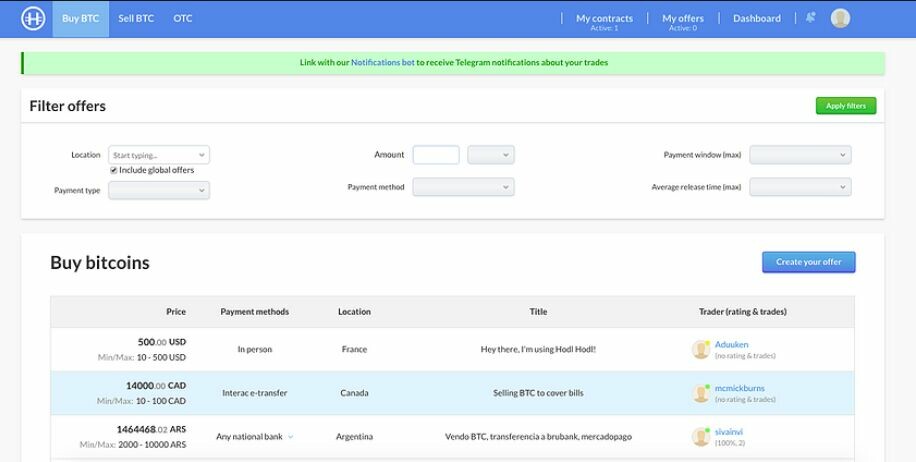 Buy BTC
Sell BTC
OTC
My contracts
Active: 1
My offers
Active: 0
Dashboard
Link with our Notifications bot to receive Telegram notifications about your trades
Filter offers
Apply filters
Location
Start typing...
Include global offers
Amount
Payment window (max)
Payment type
Payment method
Average release time (max)
Buy bitcoins
Create your offer
Price Payment methods Location Title Trader (rating & trades)
500.00 USD
Min/Max: 10 - 500 USD
In person
France
Hey there, I'm using Hodl Hodl!
Aduuken
(no rating & trades)
14000.00 CAD
Min/Max: 10 - 100 CAD
Interac e-transfer
Canada
Selling BTC to cover bills
mcmickburns
(no rating & trades)
1464468.02 ARS
Min/Max: 2000 - 10000 ARS
Any national bank
Argentina
Vendo BTC, transferencia a brubank, mercadopago
sivainvi
(100%, 2)